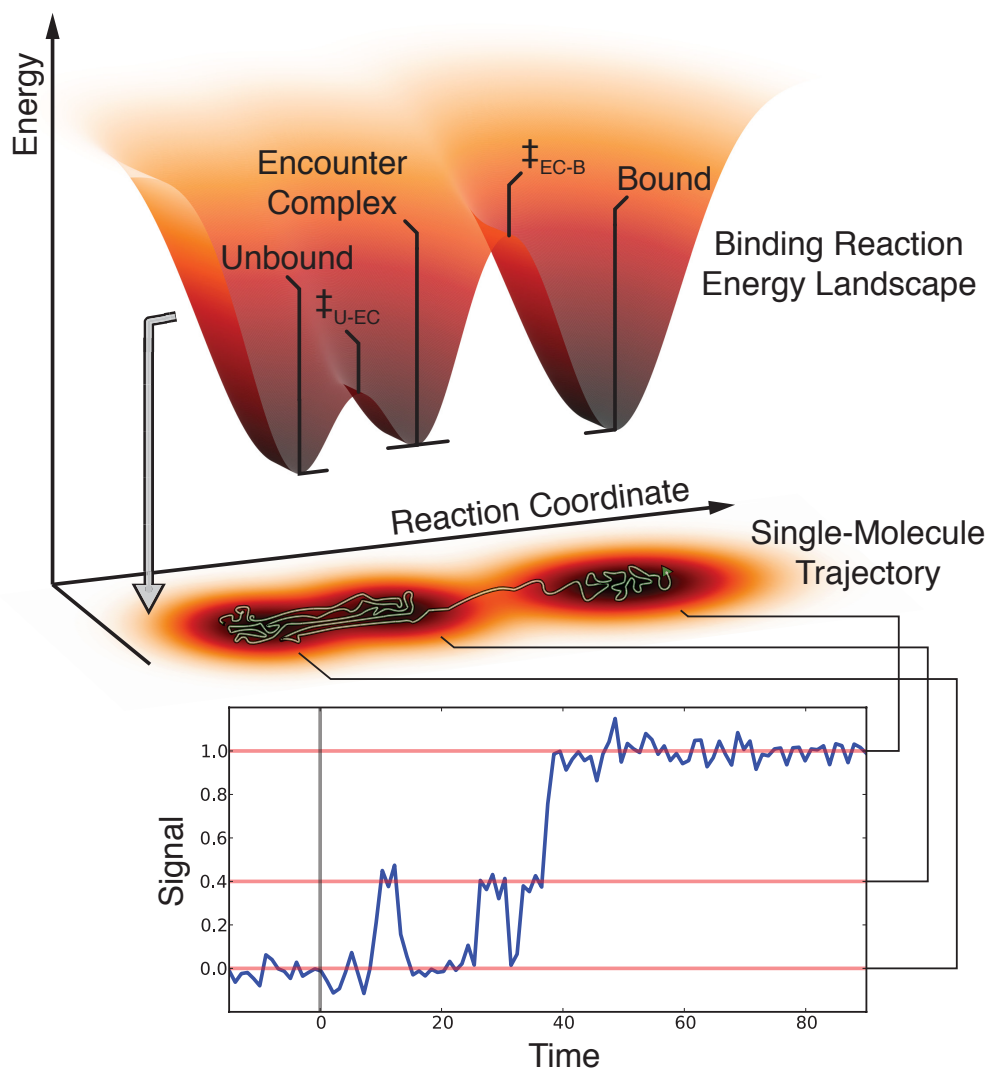 Energy
Encounter
Complex
‡EC-B
Bound
Unbound
‡U-EC
Binding Reaction
Energy Landscape
Reaction Coordinate
Single-Molecule
Trajectory
Signal
1.0
0.8
0.6
0.4
0.2
0.0
0
20
40
60
80
Time